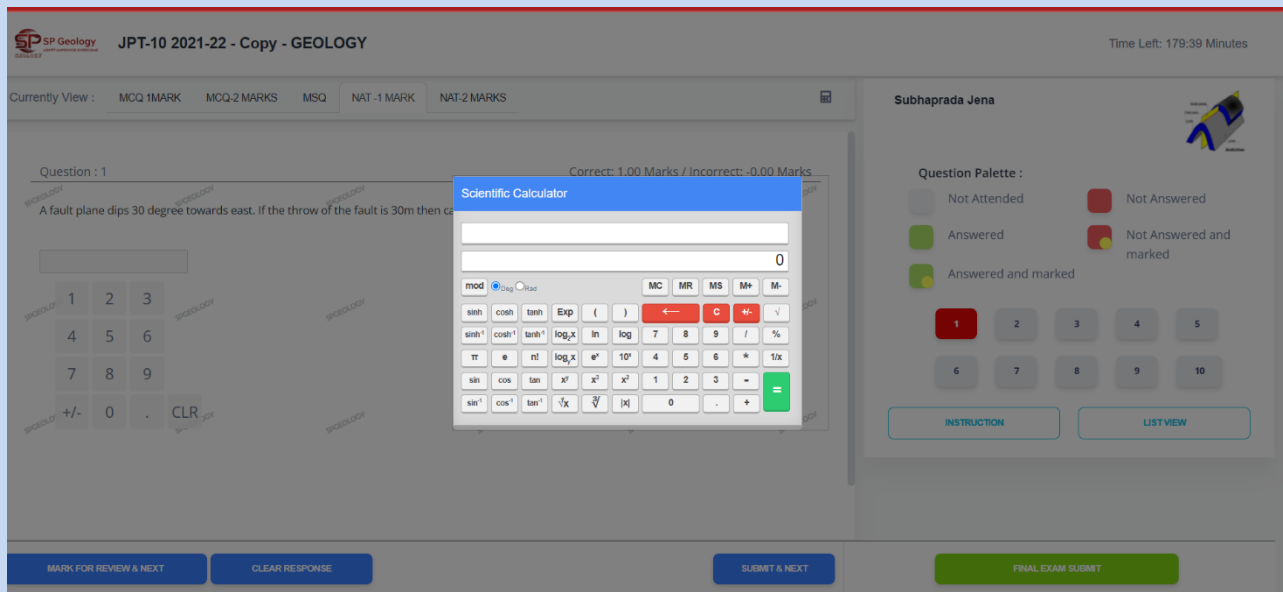 SP Geology
JPT-10 2021-22 - Copy - GEOLOGY
Time Left: 179:39 Minutes
Currently View :
MCQ 1MARK
MCQ-2 MARKS
MSQ
NAT -1 MARK
NAT-2 MARKS
Question : 1
Correct: 1.00 Marks / Incorrect: -0.00 Marks
A fault plane dips 30 degree towards east. If the throw of the fault is 30m then ca
1 2 3
4 5 6
7 8 9
+/- 0 . CLR
Scientific Calculator
0
mod Deg Rad MC MR MS M+ M-
sinh cosh tanh Exp ( ) ← C +/- √
sinh⁻¹ cosh⁻¹ tanh⁻¹ log₂x ln log 7 8 9 / %
π e n! logᵧx eˣ 10ˣ 4 5 6 * 1/x
sin cos tan xʸ x³ x² 1 2 3 - =
sin⁻¹ cos⁻¹ tan⁻¹ ʸ√x ³√ |x| 0 . +
Subhaprada Jena
Question Palette :
Not Attended
Not Answered
Answered
Not Answered and
marked
Answered and marked
1 2 3 4 5
6 7 8 9 10
INSTRUCTION
LIST VIEW
MARK FOR REVIEW & NEXT
CLEAR RESPONSE
SUBMIT & NEXT
FINAL EXAM SUBMIT